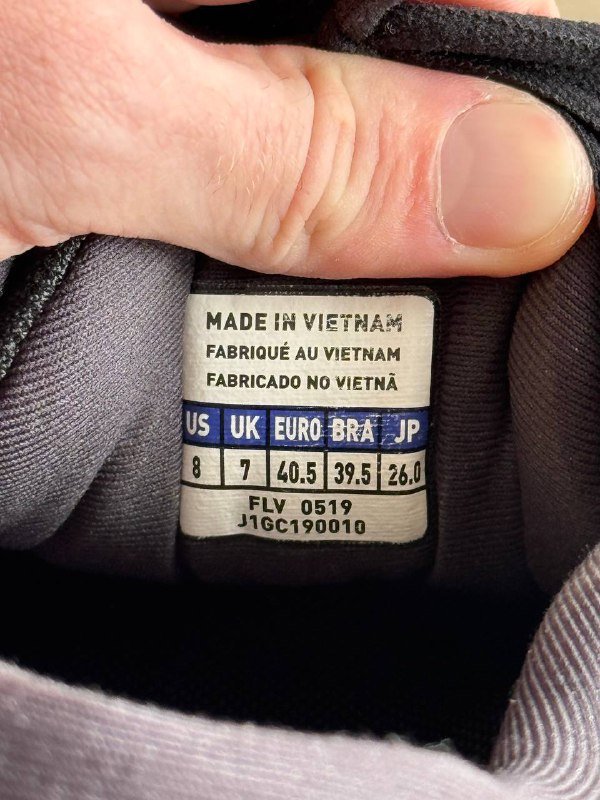 MADE IN VIETNAM
FABRIQUÉ AU VIETNAM
FABRICADO NO VIETNÃ
US UK EURO BRA JP
8 7 40.5 39.5 26.0
FLV 0519
J1GC190010